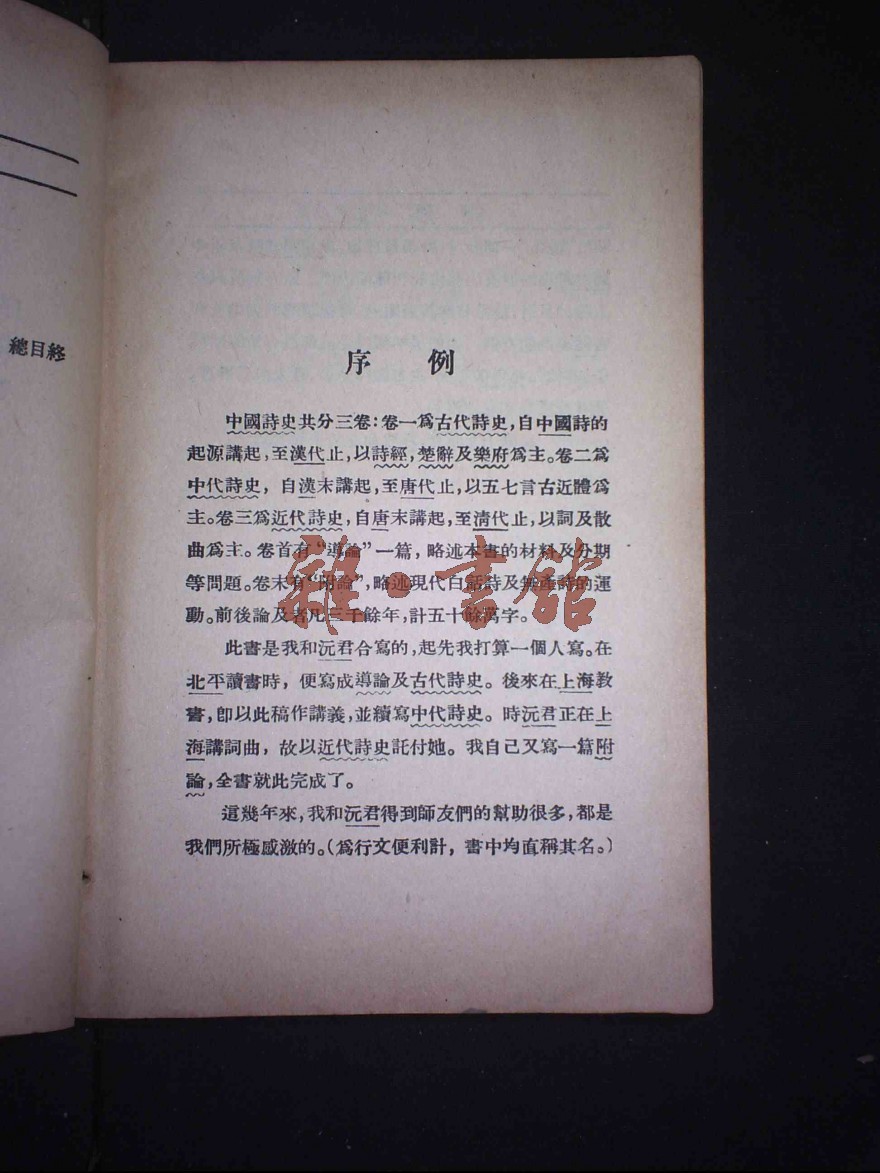 總目終
序例
中國詩史共分三卷:卷一爲古代詩史,自中國詩的
起源講起,至漢代止,以詩經,楚辭及樂府爲主。卷二爲
中代詩史,自漢末講起,至唐代止,以五七言古近體爲
主。卷三爲近代詩史,自唐末講起,至清代止,以詞及散
曲爲主。卷首有“導論”一篇,略述本書的材料及分期
等問題。卷末有“附論”,略述現代白話詩及無產詩的運
動。前後論及者凡三千餘年,計五十餘萬字。
此書是我和沅君合寫的,起先我打算一個人寫。在
北平讀書時,便寫成導論及古代詩史。後來在上海教
書,卽以此稿作講義,並續寫中代詩史。時沅君正在上
海講詞曲,故以近代詩史託付她。我自己又寫一篇附
論,全書就此完成了。
這幾年來,我和沅君得到師友們的幫助很多,都是
我們所極感激的。(爲行文便利計,書中均直稱其名。)
雜·書館